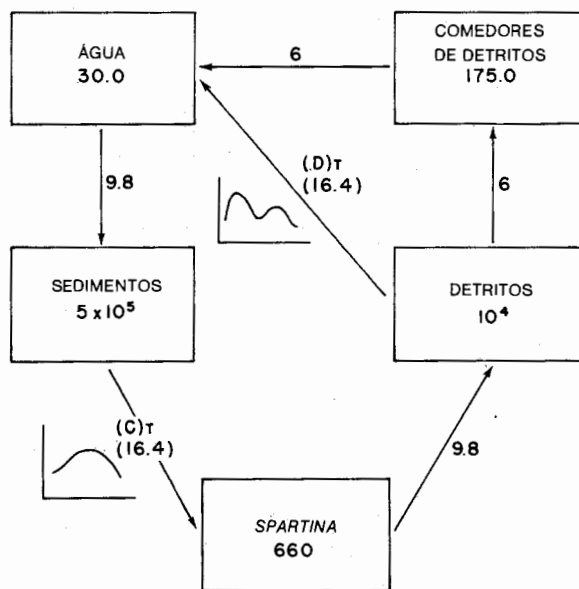 ÁGUA
30.0
6
COMEDORES
DE DETRITOS
175.0
9.8
(D)T
(16.4)
6
SEDIMENTOS
5 x 10⁵
DETRITOS
10⁴
(C)T
(16.4)
9.8
SPARTINA
660